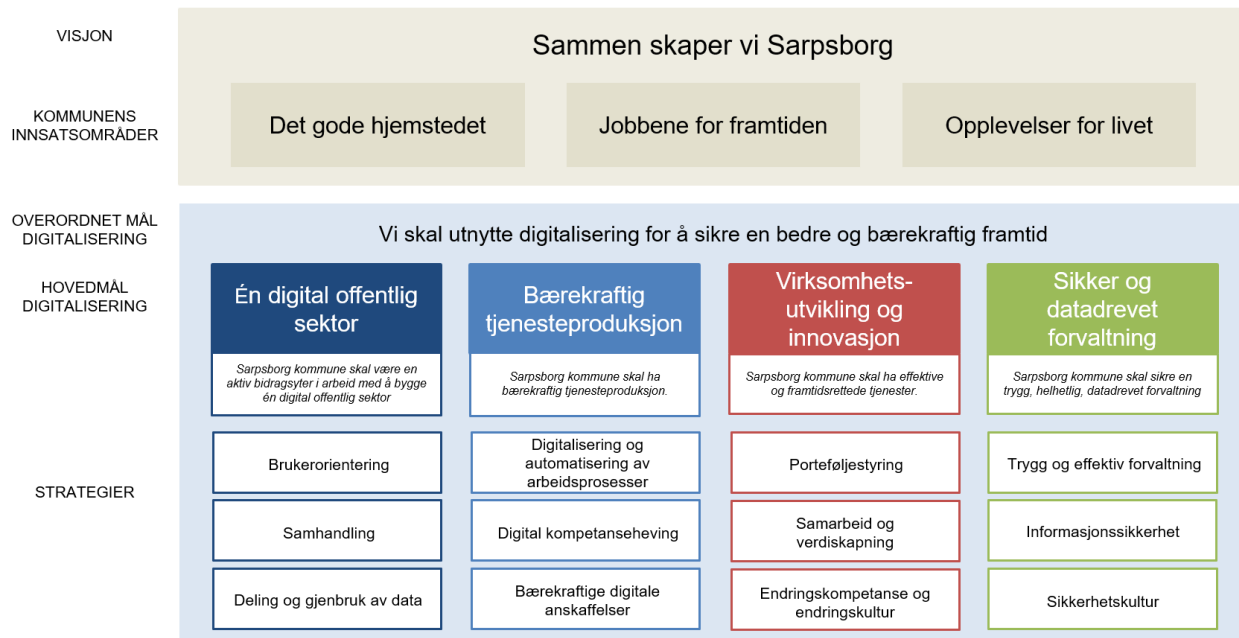 VISJON
Sammen skaper vi Sarpsborg
KOMMUNENS
INNSATSOMRÅDER
Det gode hjemstedet
Jobbene for framtiden
Opplevelser for livet
OVERORDNET MÅL
DIGITALISERING
Vi skal utnytte digitalisering for å sikre en bedre og bærekraftig framtid
HOVEDMÅL
DIGITALISERING
Én digital offentlig
sektor
Sarpsborg kommune skal være en
aktiv bidragsyter i arbeid med å bygge
én digital offentlig sektor
Bærekraftig
tjenesteproduksjon
Sarpsborg kommune skal ha
bærekraftig tjenesteproduksjon.
Virksomhets-
utvikling og
innovasjon
Sarpsborg kommune skal ha effektive
og framtidsrettede tjenester.
Sikker og
datadrevet
forvaltning
Sarpsborg kommune skal sikre en
trygg, helhetlig, datadrevet forvaltning
STRATEGIER
Brukerorientering
Samhandling
Deling og gjenbruk av data
Digitalisering og
automatisering av
arbeidsprosesser
Digital kompetanseheving
Bærekraftige digitale
anskaffelser
Porteføljestyring
Samarbeid og
verdiskapning
Endringskompetanse og
endringskultur
Trygg og effektiv forvaltning
Informasjonssikkerhet
Sikkerhetskultur